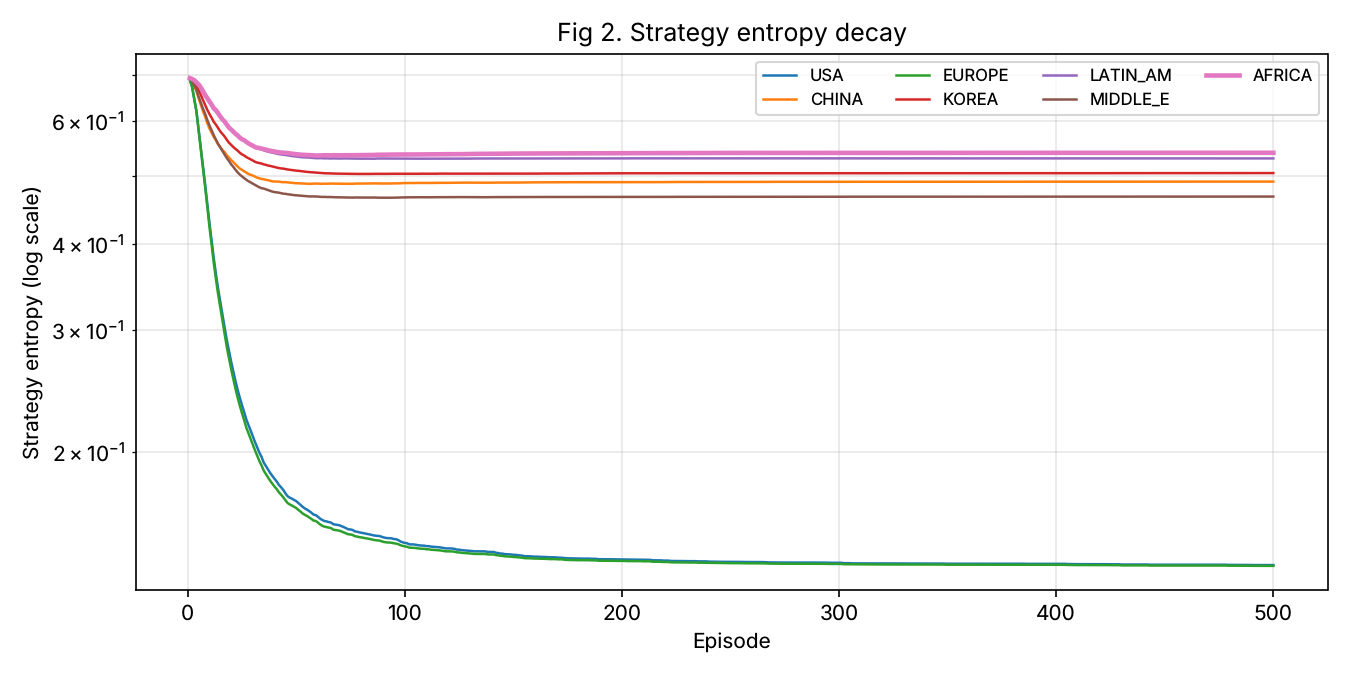 Fig 2. Strategy entropy decay
USA
EUROPE
LATIN_AM
AFRICA
CHINA
KOREA
MIDDLE_E
6 × 10⁻¹
4 × 10⁻¹
3 × 10⁻¹
2 × 10⁻¹
Strategy entropy (log scale)
0 100 200 300 400 500
Episode